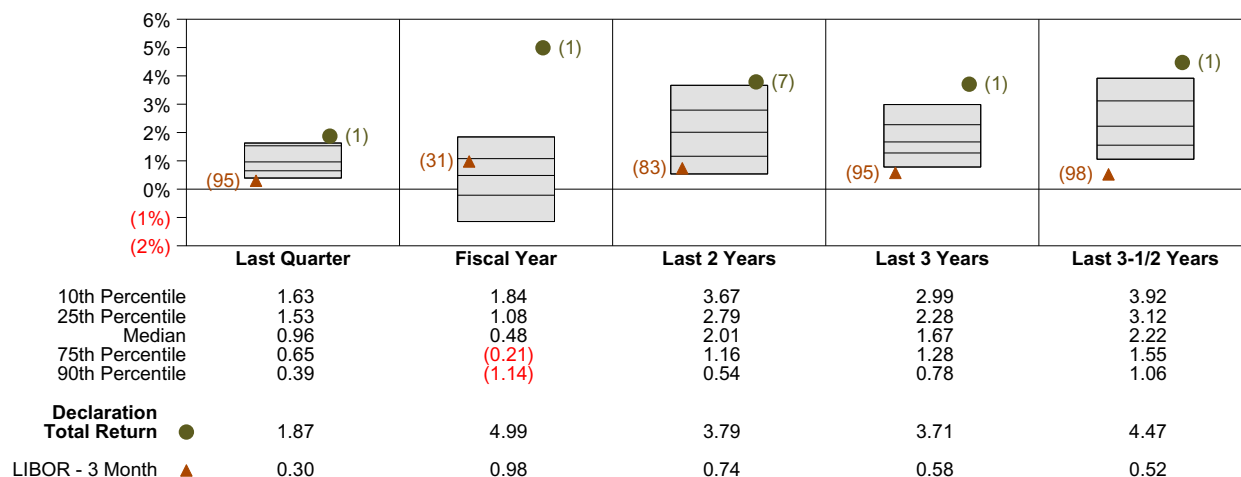 6%
5%
4%
3%
2%
1%
0%
(1%)
(2%)
(1)
(95)
(1)
(31)
(7)
(83)
(1)
(95)
(1)
(98)
Last Quarter Fiscal Year Last 2 Years Last 3 Years Last 3-1/2 Years
10th Percentile 1.63 1.84 3.67 2.99 3.92
25th Percentile 1.53 1.08 2.79 2.28 3.12
Median 0.96 0.48 2.01 1.67 2.22
75th Percentile 0.65 (0.21) 1.16 1.28 1.55
90th Percentile 0.39 (1.14) 0.54 0.78 1.06
Declaration
Total Return 1.87 4.99 3.79 3.71 4.47
LIBOR - 3 Month 0.30 0.98 0.74 0.58 0.52